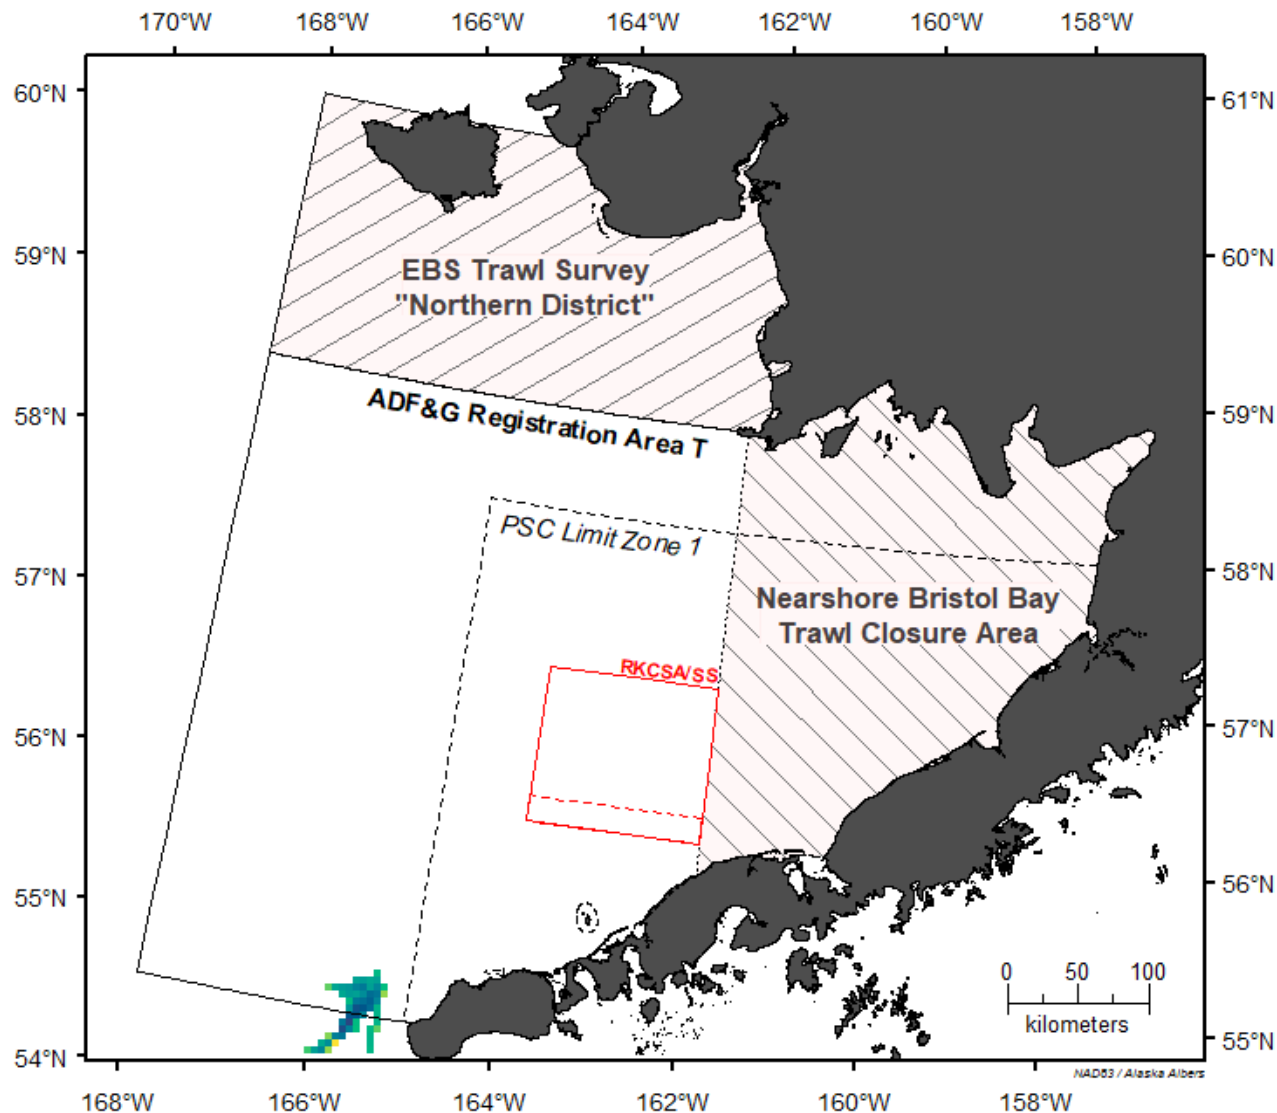 170°W 168°W 166°W 164°W 162°W 160°W 158°W
60°N
61°N
59°N
60°N
EBS Trawl Survey
"Northern District"
58°N
59°N
ADF&G Registration Area T
PSC Limit Zone 1
57°N
58°N
Nearshore Bristol Bay
Trawl Closure Area
RKCSA/SS
56°N
57°N
55°N
56°N
0 50 100
kilometers
54°N
55°N
NAD83 / Alaska Albers
168°W 166°W 164°W 162°W 160°W 158°W